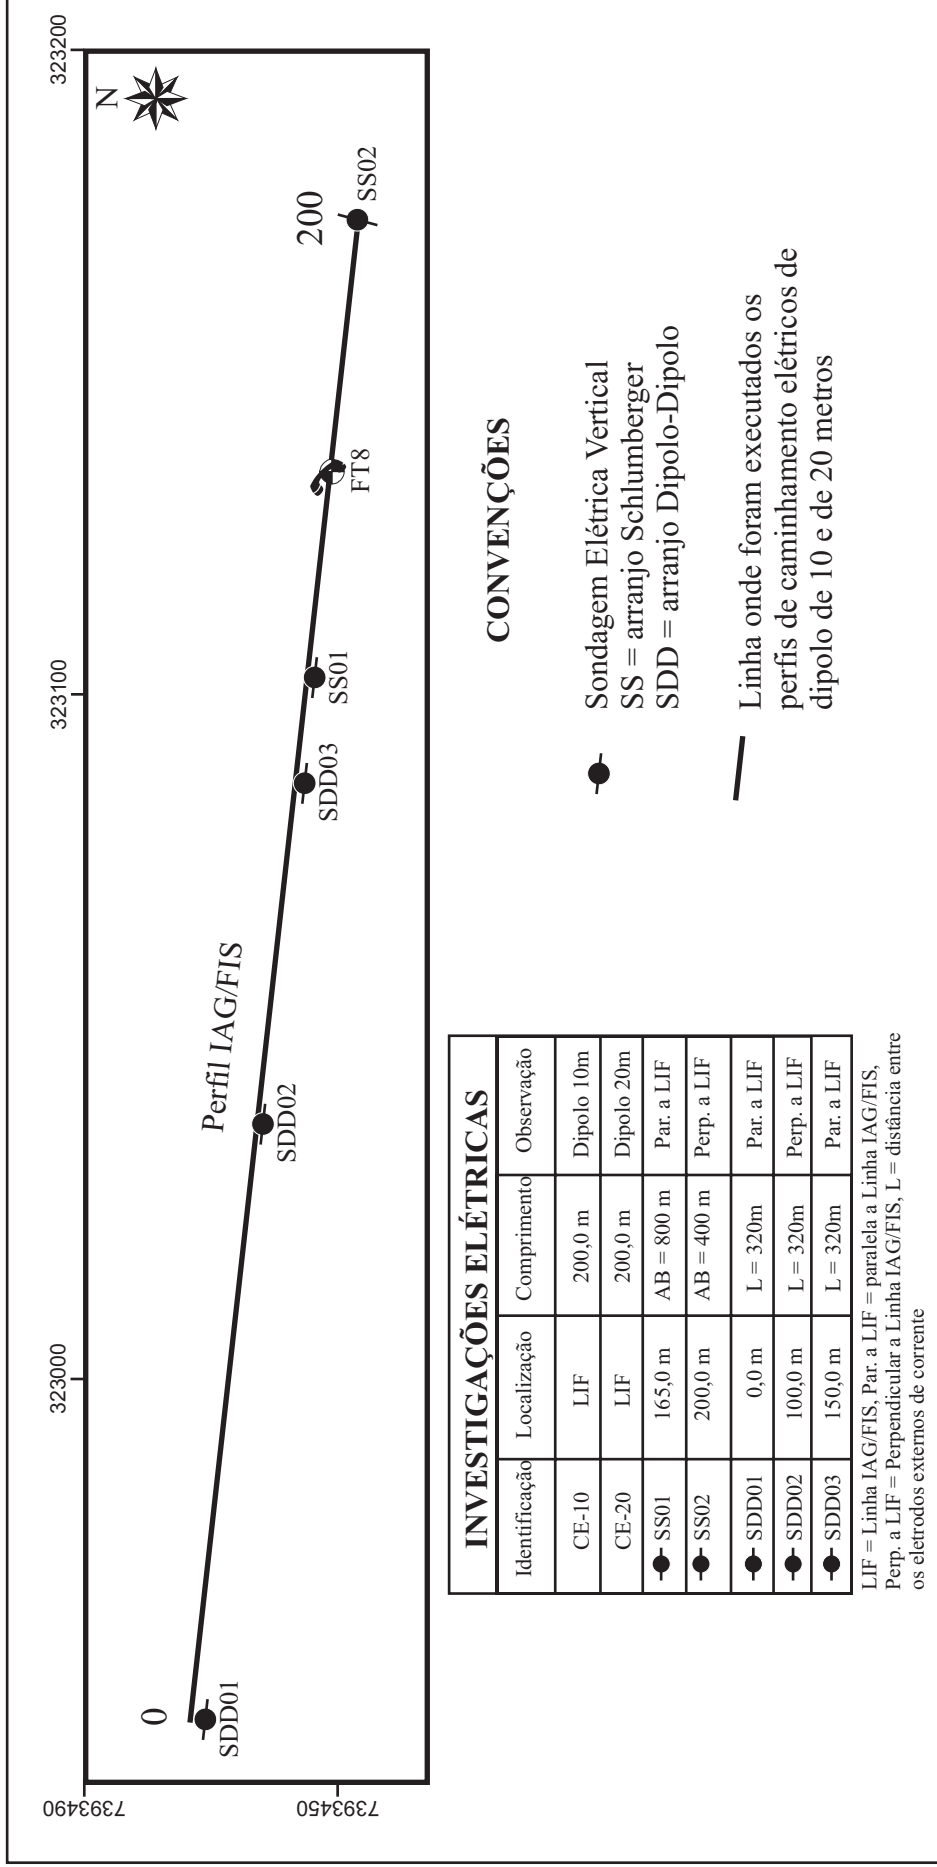 323000
323100
323200
7393490
7393450
N
0
200
Perfil IAG/FIS
SDD01
SDD02
SDD03
SS01
FT8
SS02
INVESTIGAÇÕES ELÉTRICAS
Identificação Localização Comprimento Observação
CE-10 LIF 200,0 m Dipolo 10m
CE-20 LIF 200,0 m Dipolo 20m
SS01 165,0 m AB = 800 m Par. a LIF
SS02 200,0 m AB = 400 m Perp. a LIF
SDD01 0,0 m L = 320m Par. a LIF
SDD02 100,0 m L = 320m Perp. a LIF
SDD03 150,0 m L = 320m Par. a LIF
LIF = Linha IAG/FIS, Par. a LIF = paralela a Linha IAG/FIS,
Perp. a LIF = Perpendicular a Linha IAG/FIS, L = distância entre
os eletrodos externos de corrente
CONVENÇÕES
Sondagem Elétrica Vertical
SS = arranjo Schlumberger
SDD = arranjo Dipolo-Dipolo
Linha onde foram executados os
perfis de caminhamento elétricos de
dipolo de 10 e de 20 metros